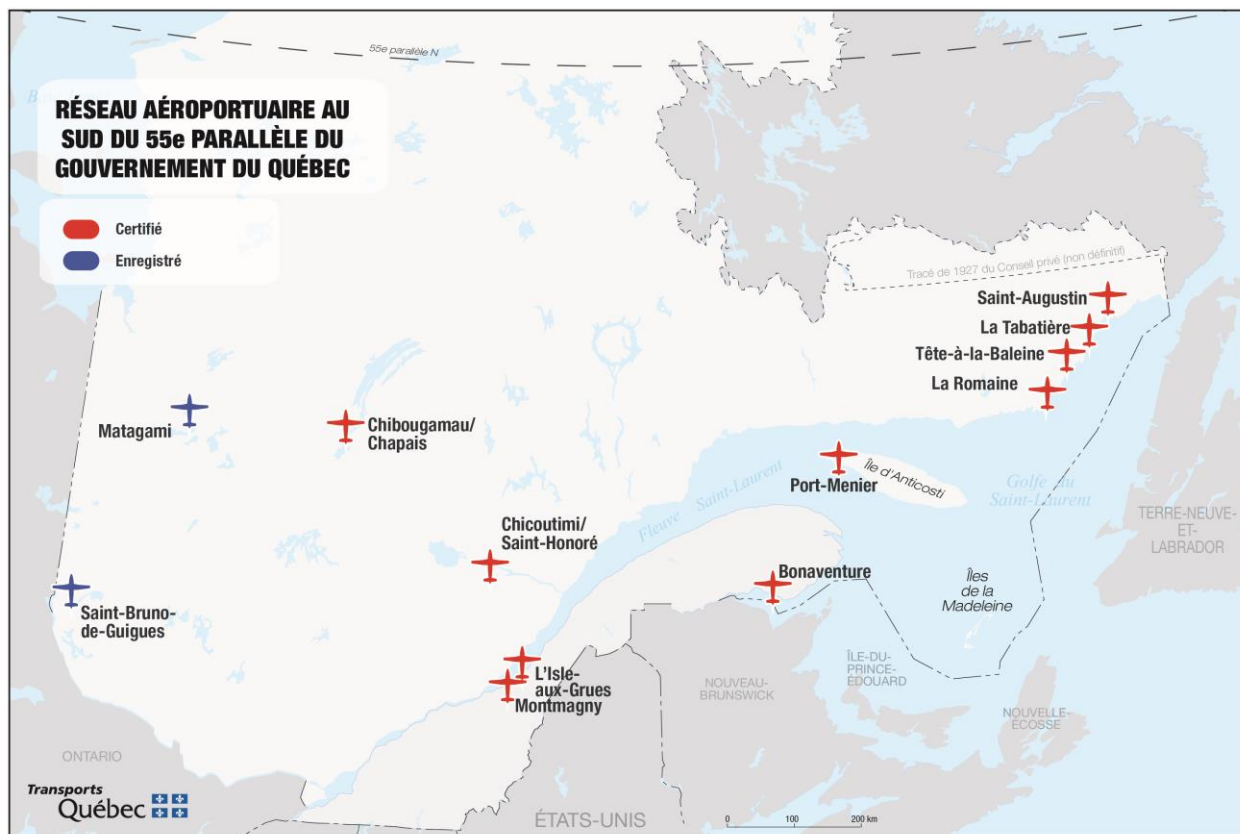 55e parallèle N
RÉSEAU AÉROPORTUAIRE AU
SUD DU 55e PARALLÈLE DU
GOUVERNEMENT DU QUÉBEC
Certifié
Enregistré
Tracé de 1927 du Conseil privé (non définitif)
Saint-Augustin
La Tabatière
Tête-à-la-Baleine
La Romaine
Matagami
Chibougamau/
Chapais
Île d'Anticosti
Port-Menier
Golfe du
Saint-Laurent
Fleuve Saint-Laurent
TERRE-NEUVE-
ET-
LABRADOR
Chicoutimi/
Saint-Honoré
Bonaventure
Îles
de la
Madeleine
Saint-Bruno-
de-Guigues
L'Isle-
aux-Grues
Montmagny
NOUVEAU-
BRUNSWICK
ÎLE-DU-
PRINCE-
ÉDOUARD
NOUVELLE-
ÉCOSSE
ONTARIO
Transports
Québec
ÉTATS-UNIS
0 100 200 km